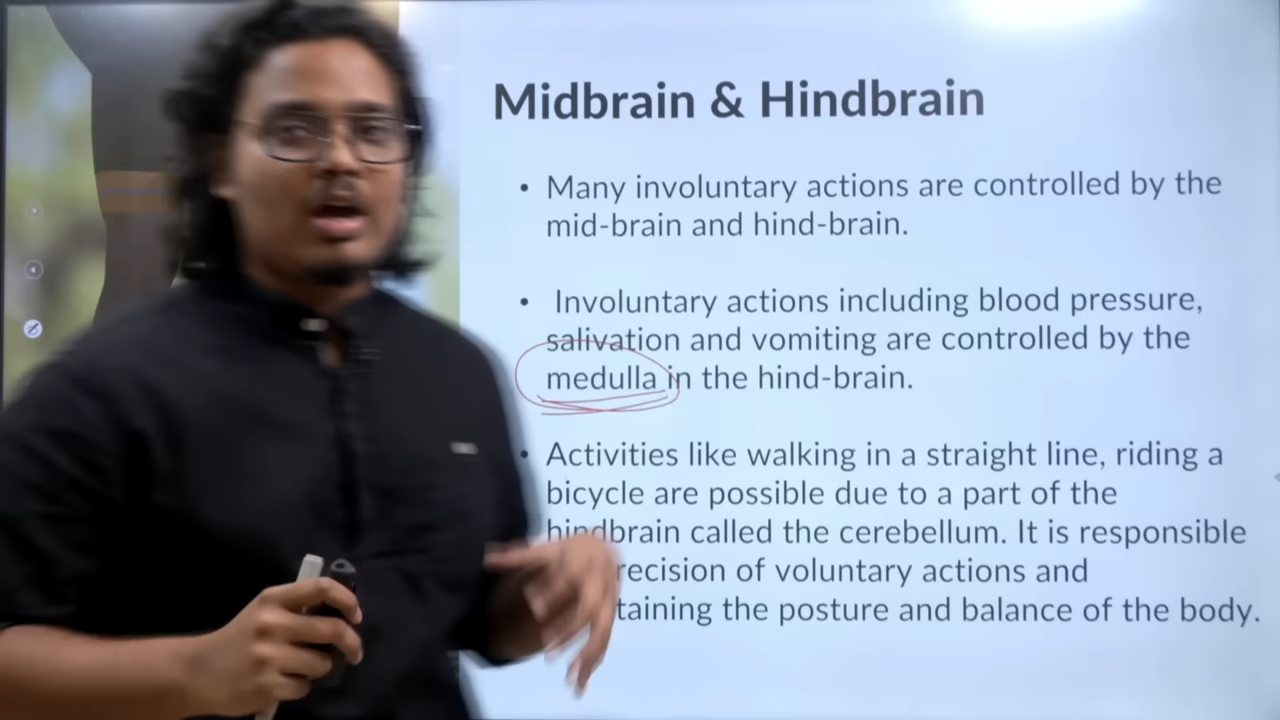 Midbrain & Hindbrain
• Many involuntary actions are controlled by the
mid-brain and hind-brain.
• Involuntary actions including blood pressure,
salivation and vomiting are controlled by the
medulla in the hind-brain.
• Activities like walking in a straight line, riding a
bicycle are possible due to a part of the
hindbrain called the cerebellum. It is responsible
recision of voluntary actions and
taining the posture and balance of the body.